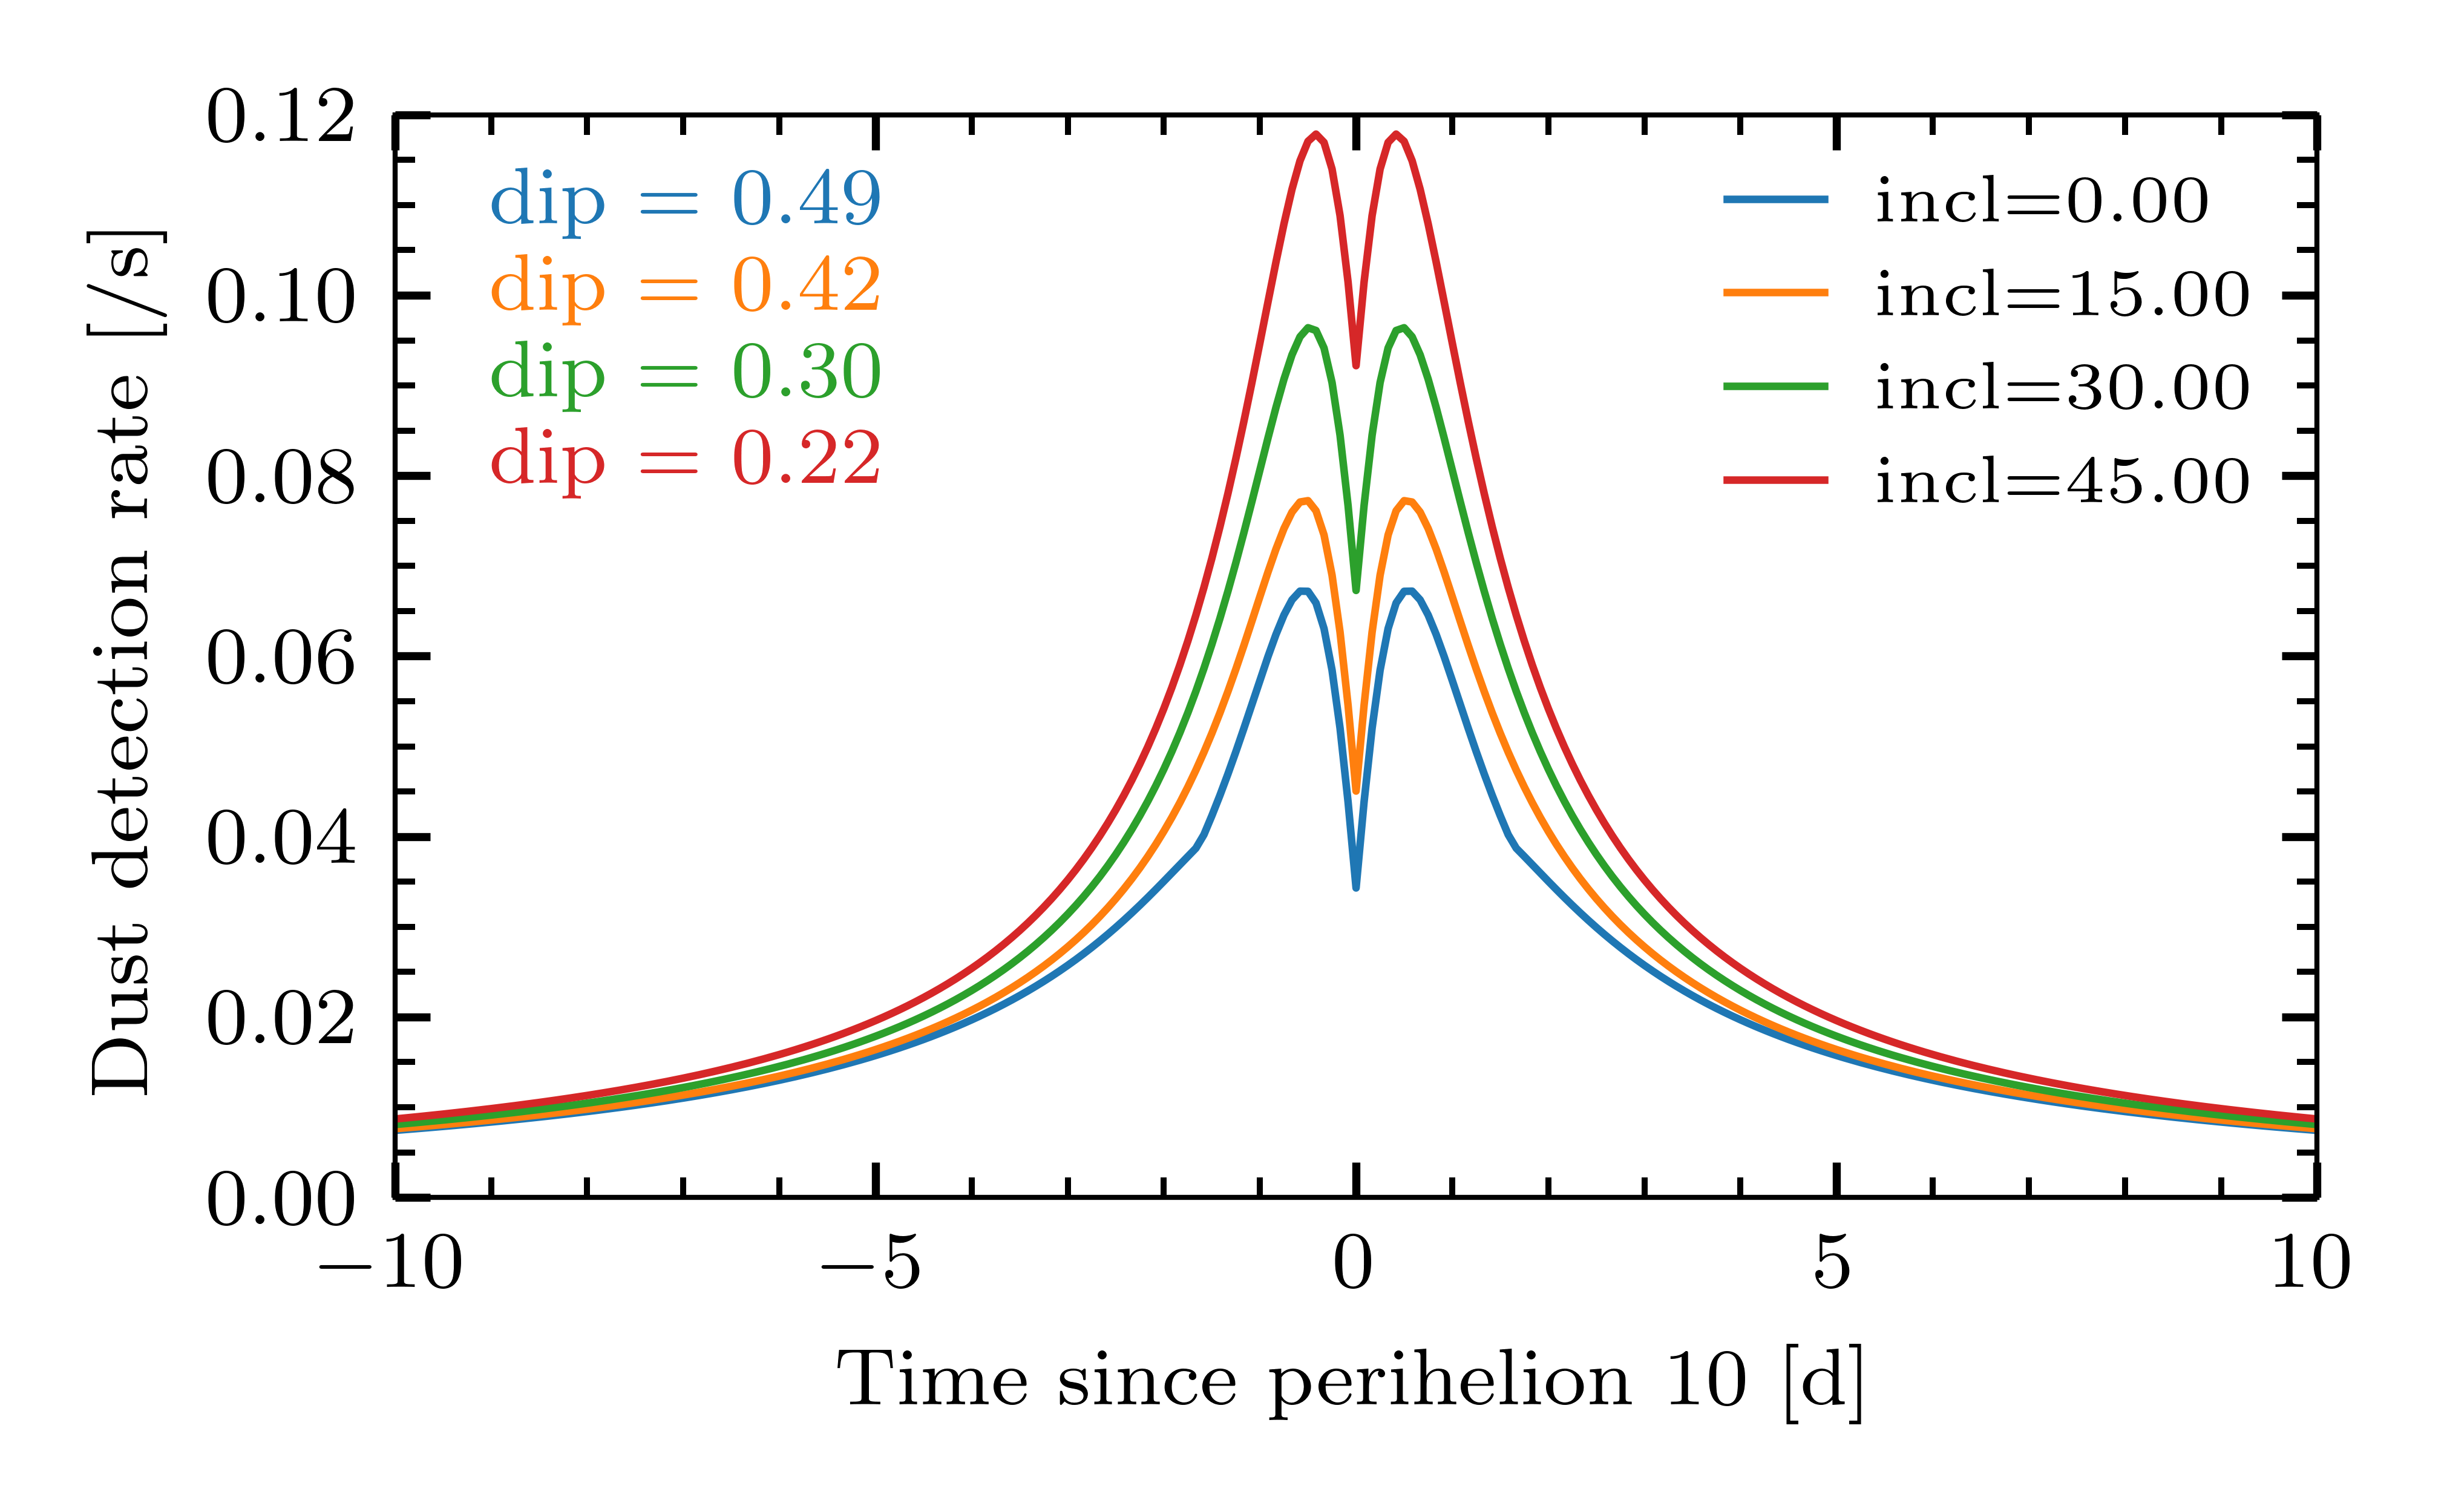 Dust detection rate [/s]
0.12
0.10
0.08
0.06
0.04
0.02
0.00
dip = 0.49
dip = 0.42
dip = 0.30
dip = 0.22
incl=0.00
incl=15.00
incl=30.00
incl=45.00
−10 −5 0 5 10
Time since perihelion 10 [d]